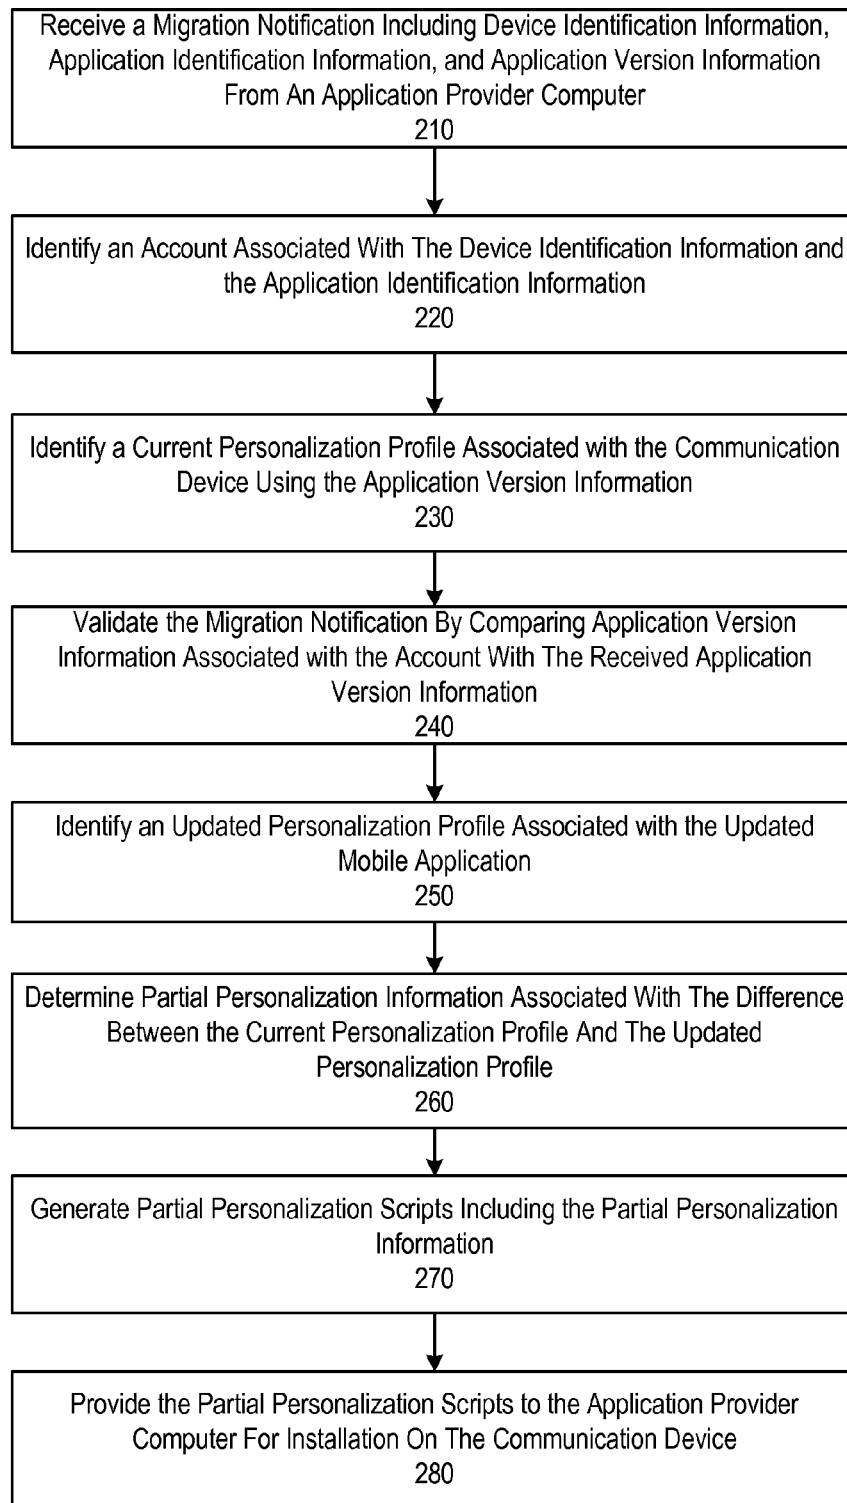 Receive a Migration Notification Including Device Identification Information,
Application Identification Information, and Application Version Information
From An Application Provider Computer
210
Identify an Account Associated With The Device Identification Information and
the Application Identification Information
220
Identify a Current Personalization Profile Associated with the Communication
Device Using the Application Version Information
230
Validate the Migration Notification By Comparing Application Version
Information Associated with the Account With The Received Application
Version Information
240
Identify an Updated Personalization Profile Associated with the Updated
Mobile Application
250
Determine Partial Personalization Information Associated With The Difference
Between the Current Personalization Profile And The Updated
Personalization Profile
260
Generate Partial Personalization Scripts Including the Partial Personalization
Information
270
Provide the Partial Personalization Scripts to the Application Provider
Computer For Installation On The Communication Device
280